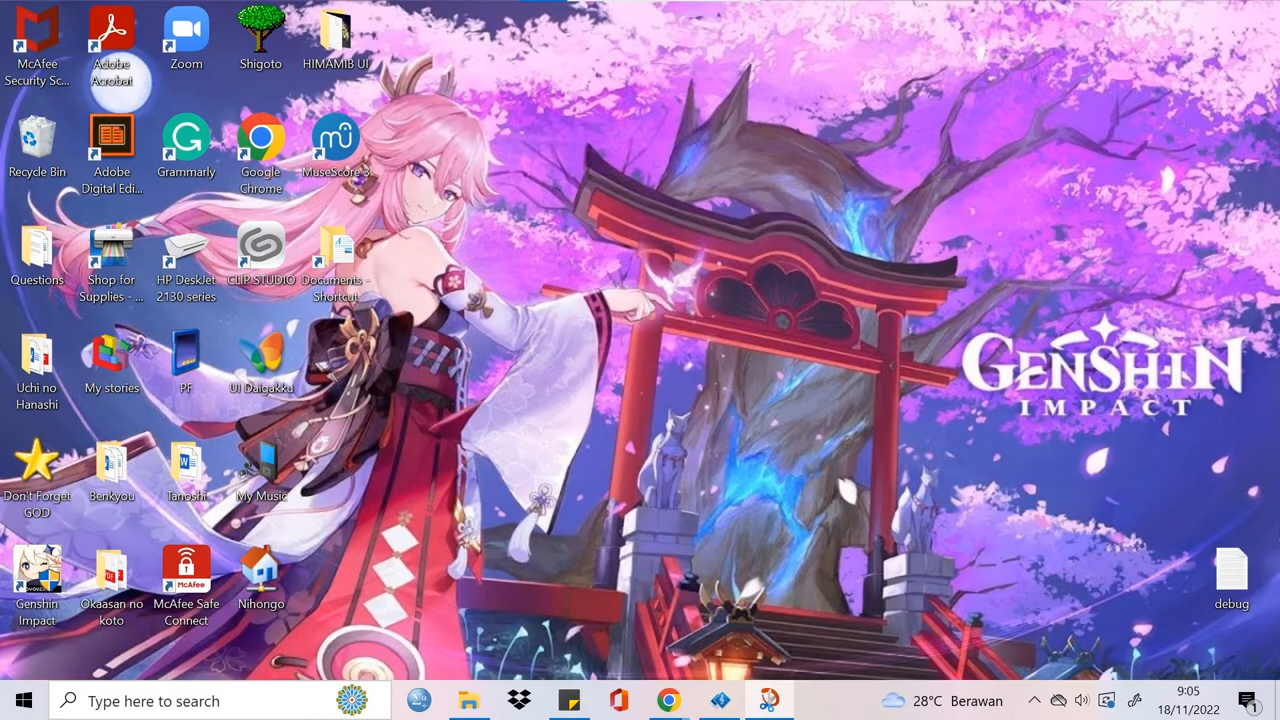 McAfee
Security Sc...
Adobe
Acrobat
Zoom
Shigoto
HIMAMIB UI
Recycle Bin
Adobe
Digital Edi...
Grammarly
Google
Chrome
MuseScore 3
Questions
Shop for
Supplies - ...
HP DeskJet
2130 series
CLIP STUDIO
Documents -
Shortcut
Uchi no
Hanashi
My stories
PF
UI Daigakku
GENSHIN
IMPACT
Don't Forget
GOD
Benkyou
Tanoshi
My Music
McAfee
Genshin
Impact
Okaasan no
koto
McAfee Safe
Connect
Nihongo
debug
Type here to search
28°C Berawan
9:05
18/11/2022
1